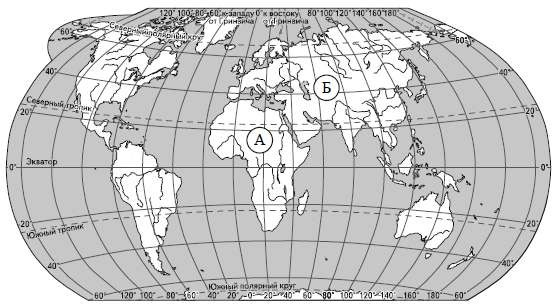 120° 100° 80° 60° к западу 0° к востоку 60° 80° 100° 120° 140° 160° 180°
от Гринвича от Гринвича
Северный полярный круг
60° 60°
Б
40° 40°
Северный тропик
20° 20°
А
Экватор
0° 0°
20° 20°
Южный тропик
40° 40°
Южный полярный круг
60° 160° 140° 120° 100° 80° 60° 40° 20° 0° 20° 40° 60° 80° 100° 120° 140° 160° 180° 60°